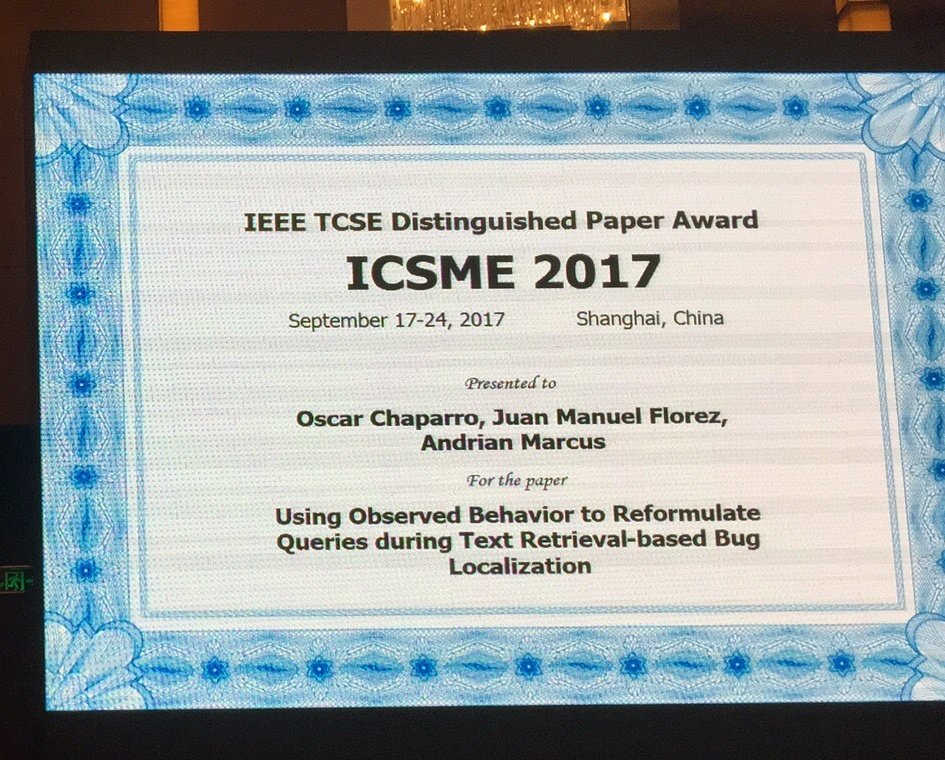 IEEE TCSE Distinguished Paper Award
ICSME 2017
September 17-24, 2017 Shanghai, China
Presented to
Oscar Chaparro, Juan Manuel Florez,
Andrian Marcus
For the paper
Using Observed Behavior to Reformulate
Queries during Text Retrieval-based Bug
Localization